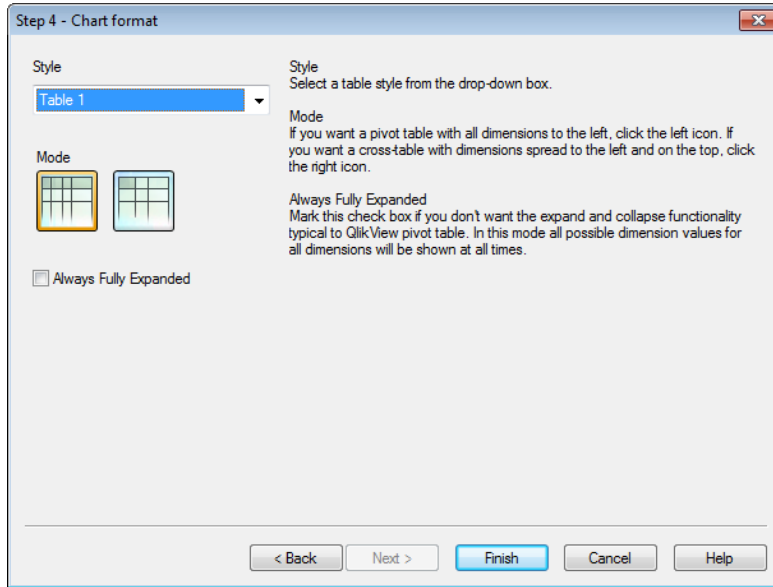 Step 4 - Chart format
Style
Table 1
Mode
Always Fully Expanded
Style
Select a table style from the drop-down box.
Mode
If you want a pivot table with all dimensions to the left, click the left icon. If
you want a cross-table with dimensions spread to the left and on the top, click
the right icon.
Always Fully Expanded
Mark this check box if you don't want the expand and collapse functionality
typical to QlikView pivot table. In this mode all possible dimension values for
all dimensions will be shown at all times.
< Back
Next >
Finish
Cancel
Help